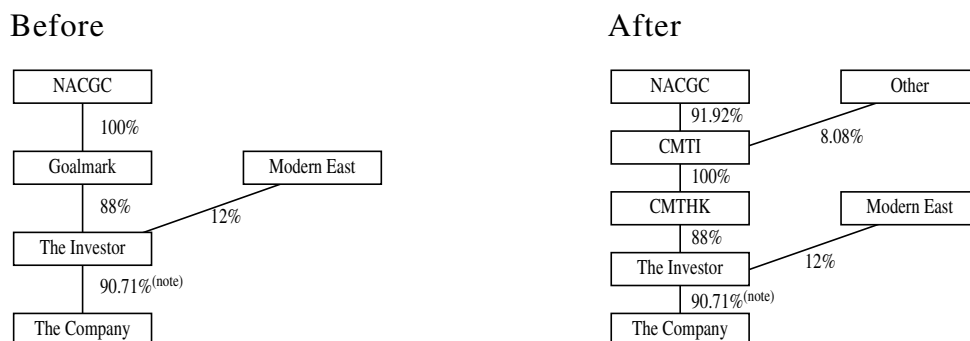 Before
NACGC
100%
Goalmark
Modern East
88%
12%
The Investor
90.71%(note)
The Company
After
NACGC
Other
91.92%
8.08%
CMTI
100%
CMTHK
Modern East
88%
12%
The Investor
90.71%(note)
The Company